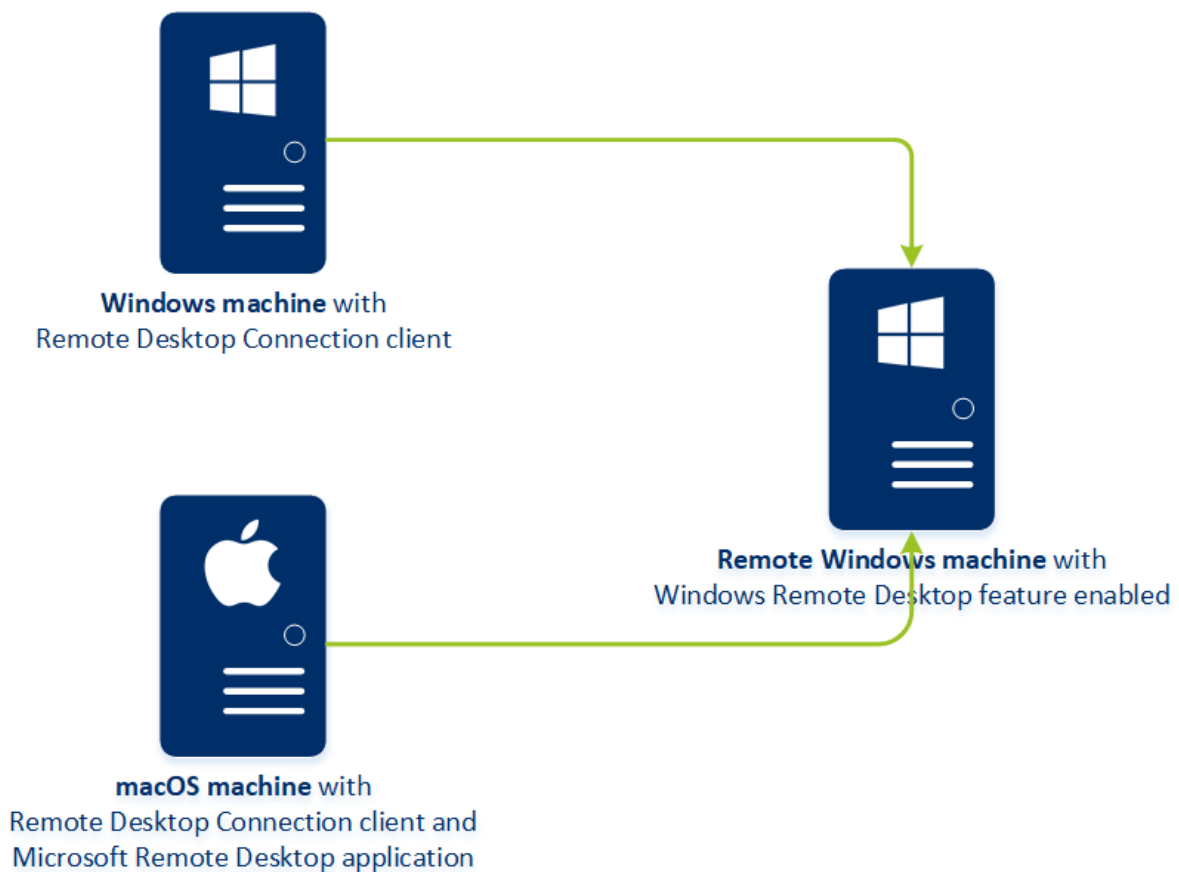 Windows machine with
Remote Desktop Connection client
Remote Windows machine with
Windows Remote Desktop feature enabled
macOS machine with
Remote Desktop Connection client and
Microsoft Remote Desktop application